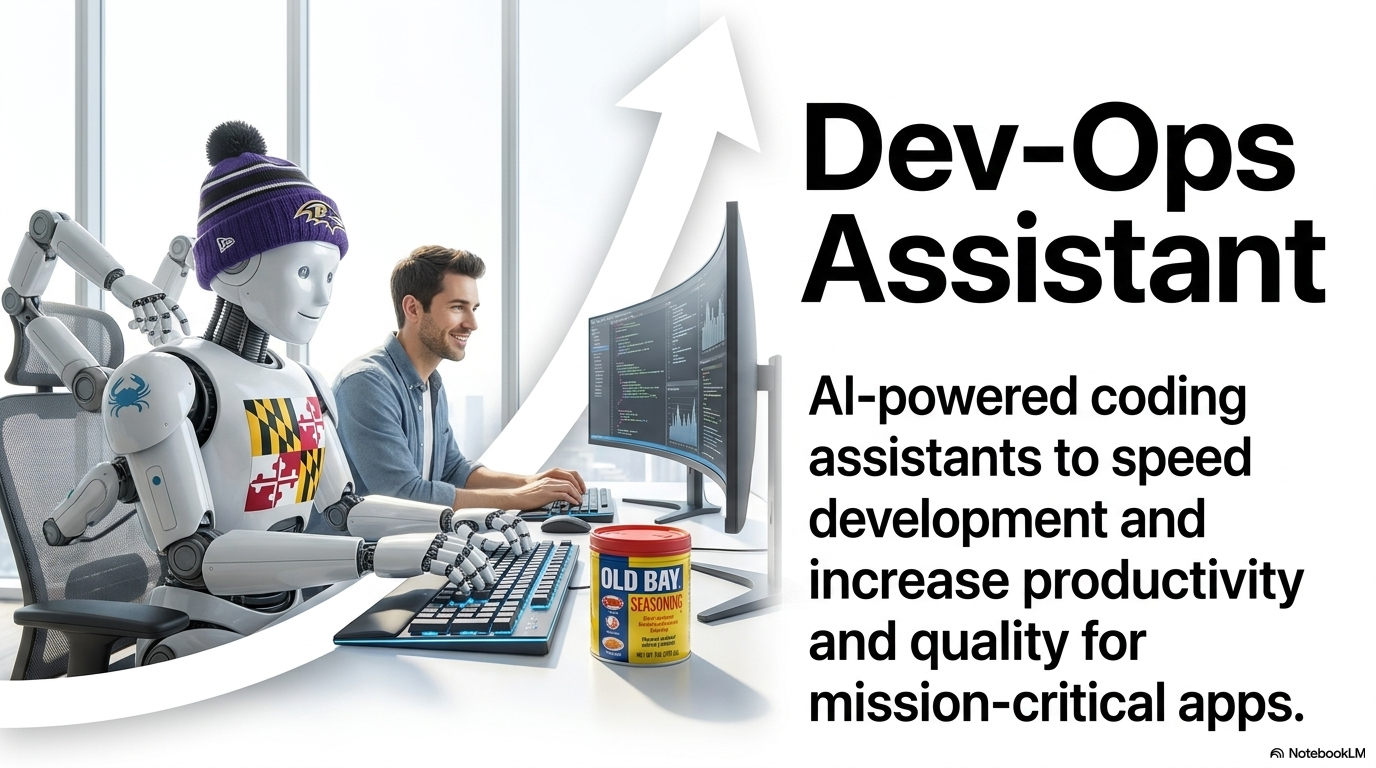 Dev-Ops
Assistant
AI-powered coding
assistants to speed
development and
increase productivity
and quality for
mission-critical apps.
OLD BAY
SEASONING
B
NotebookLM